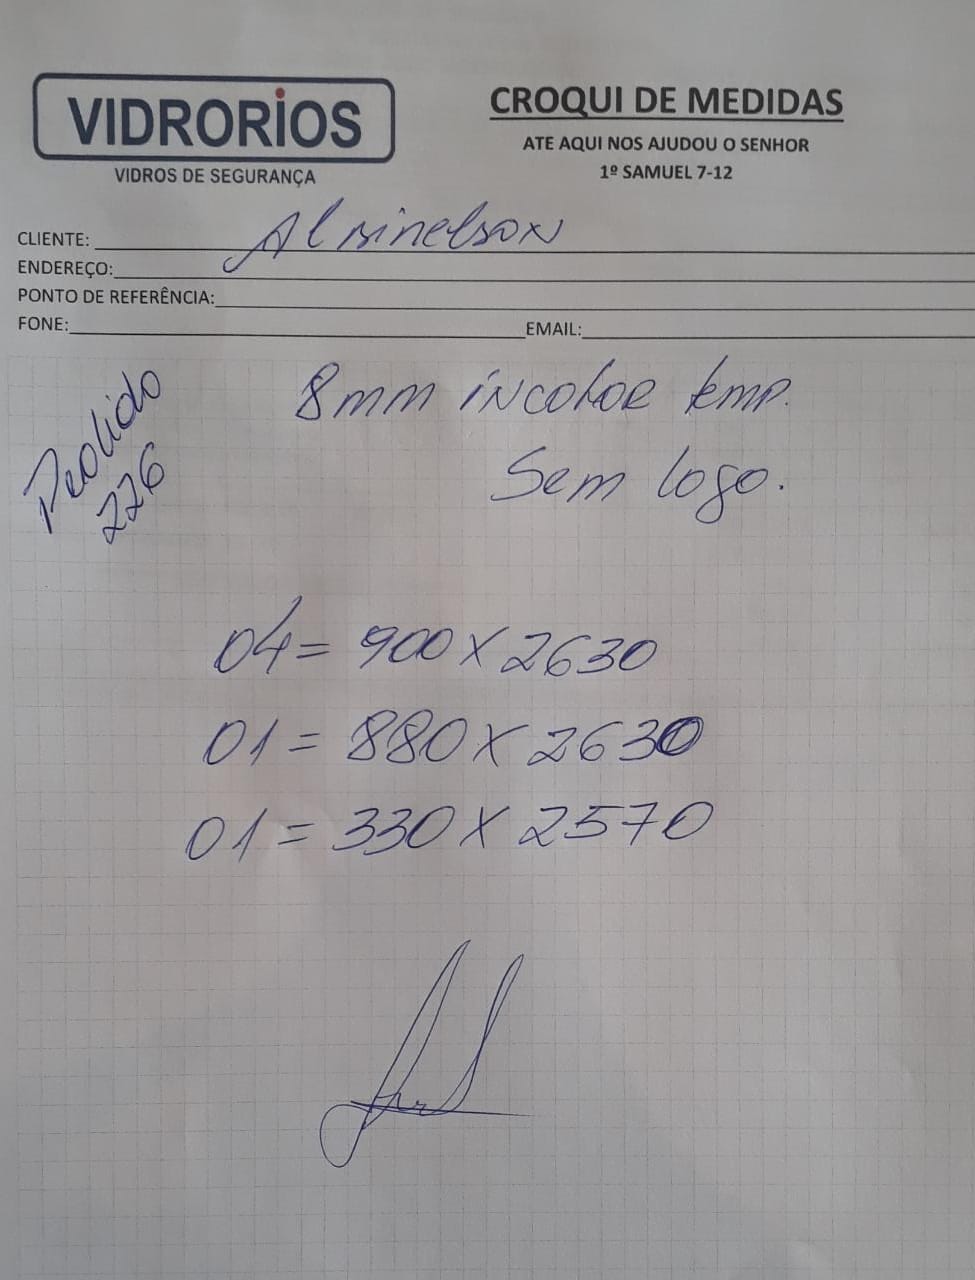 VIDRORIOS
VIDROS DE SEGURANÇA
CROQUI DE MEDIDAS
ATE AQUI NOS AJUDOU O SENHOR
1º SAMUEL 7-12
CLIENTE:
ENDEREÇO:
PONTO DE REFERÊNCIA:
FONE: EMAIL:
Pedido
226
8mm incolor temp.
Sem logo.
04 = 900 X 2630
01 = 880 X 2630
01 = 330 X 2570